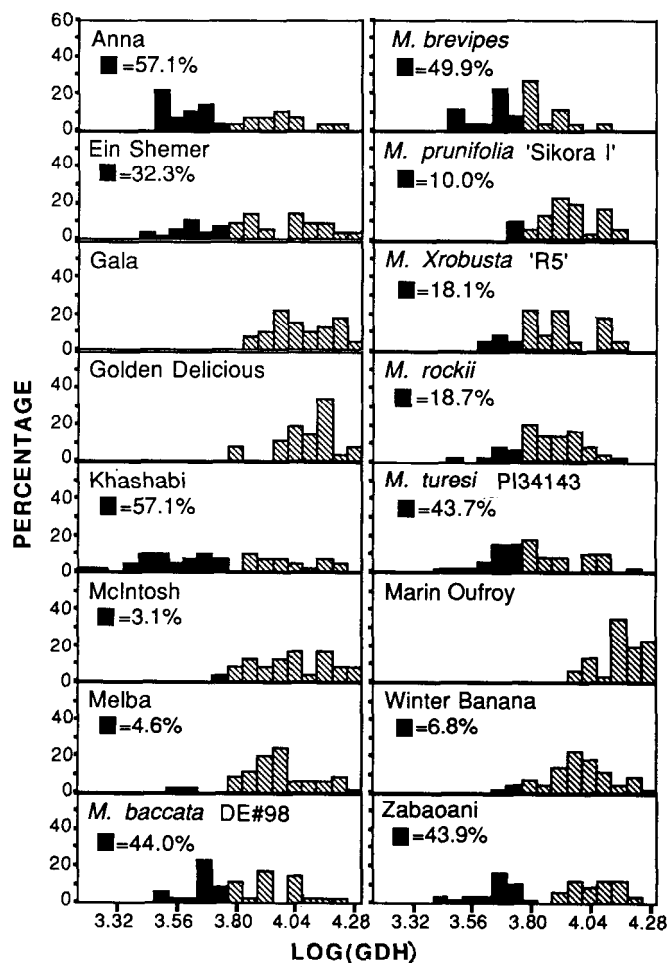 PERCENTAGE
60
40
20
0
Anna
■=57.1%
40
20
0
Ein Shemer
■=32.3%
40
20
0
Gala
40
20
0
Golden Delicious
40
20
0
Khashabi
■=57.1%
40
20
0
McIntosh
■=3.1%
40
20
0
Melba
■=4.6%
40
20
0
M. baccata DE#98
■=44.0%
M. brevipes
■=49.9%
M. prunifolia 'Sikora I'
■=10.0%
M. Xrobusta 'R5'
■=18.1%
M. rockii
■=18.7%
M. turesi PI34143
■=43.7%
Marin Oufroy
Winter Banana
■=6.8%
Zabaoani
■=43.9%
3.32 3.56 3.80 4.04 4.28
3.32 3.56 3.80 4.04 4.28
LOG(GDH)